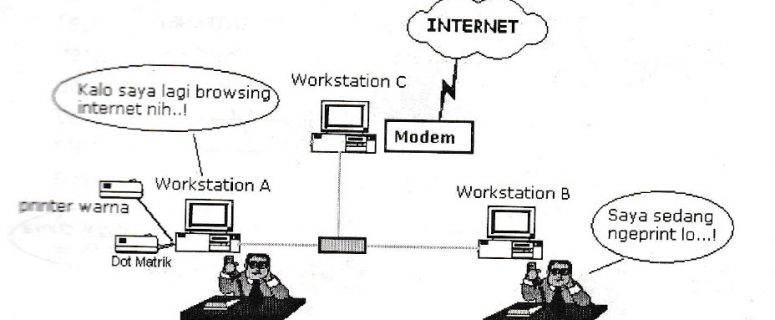 INTERNET
Workstation C
Kalo saya lagi browsing
internet nih..!
Modem
Workstation A
Workstation B
printer warna
Saya sedang
ngeprint lo...!
Dot Matrik